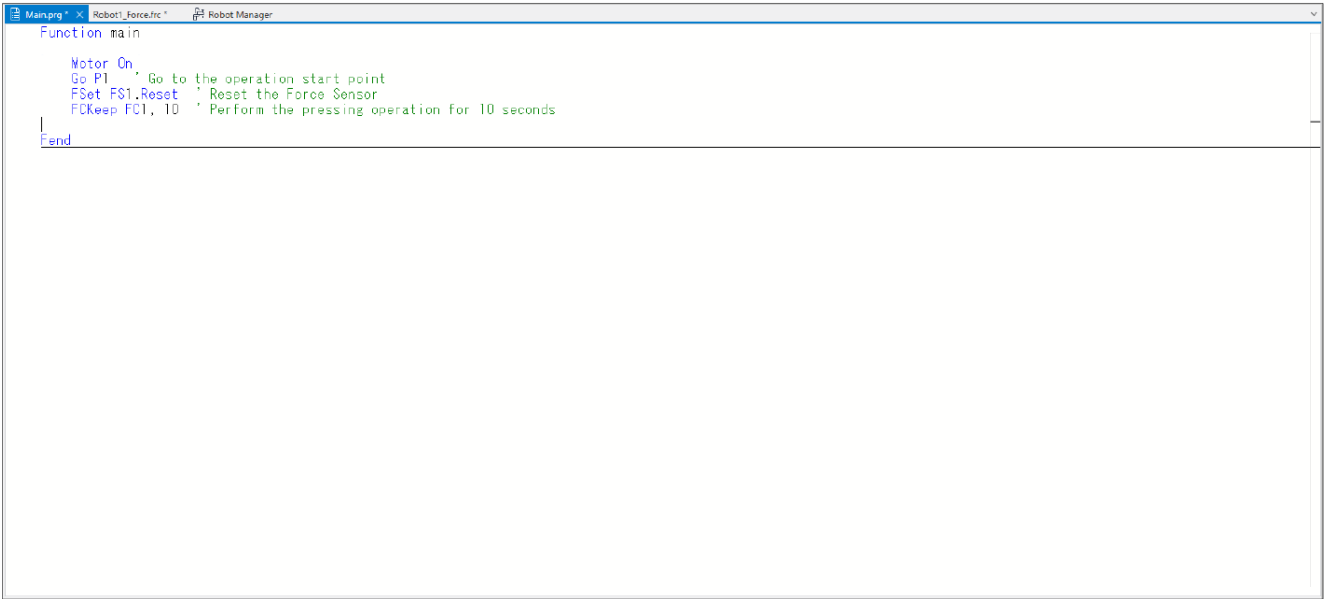 Main.prg * × Robot1_Force.frc * Robot Manager
Function main
Motor On
Go P1 ' Go to the operation start point
FSet FS1.Reset ' Reset the Force Sensor
FCKeep FC1, 10 ' Perform the pressing operation for 10 seconds
Fend